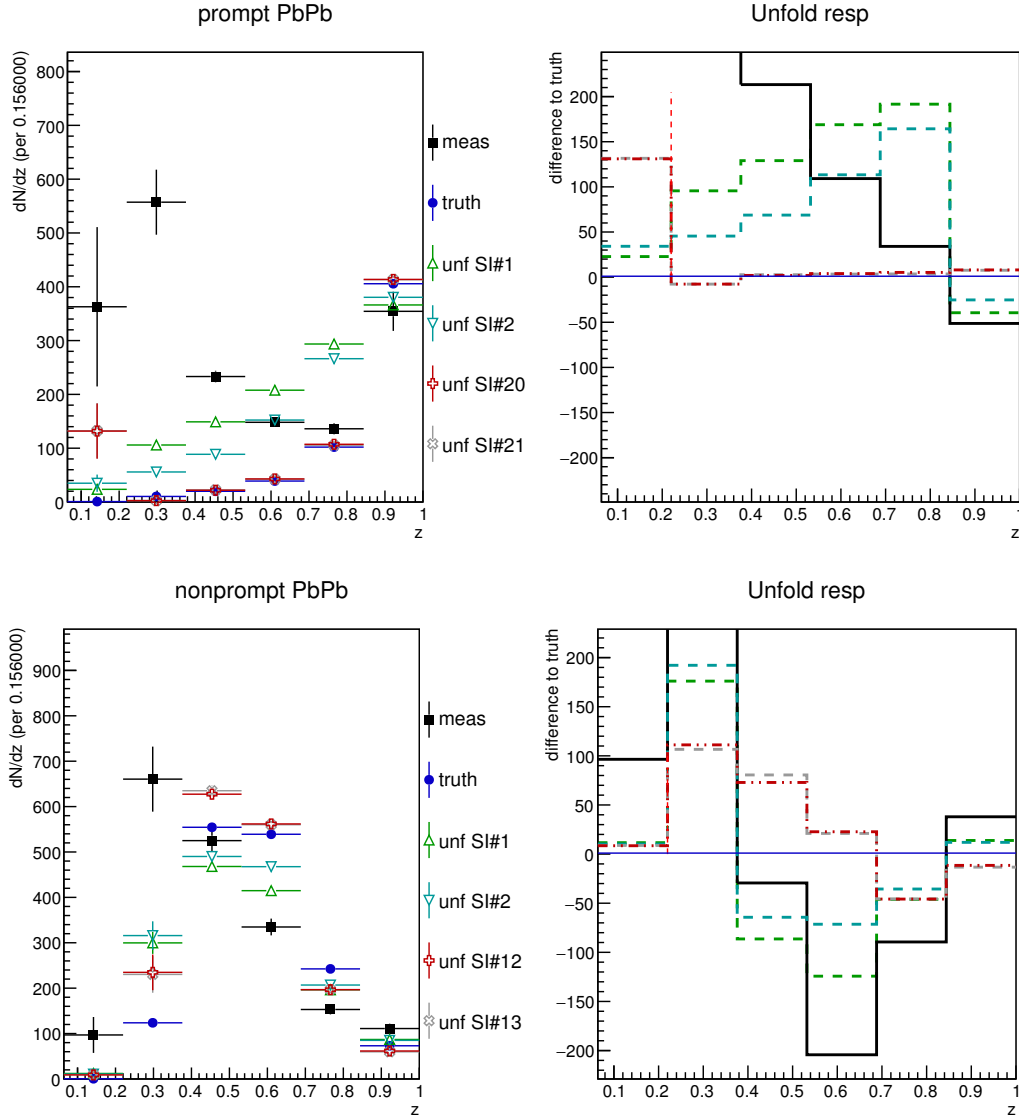 prompt PbPb
dN/dz (per 0.156000)
800
700
600
500
400
300
200
100
0
0.1 0.2 0.3 0.4 0.5 0.6 0.7 0.8 0.9 1
z
meas
truth
unf SI#1
unf SI#2
unf SI#20
unf SI#21
Unfold resp
difference to truth
200
150
100
50
0
−50
−100
−150
−200
0.1 0.2 0.3 0.4 0.5 0.6 0.7 0.8 0.9 1
z
nonprompt PbPb
dN/dz (per 0.156000)
900
800
700
600
500
400
300
200
100
0
0.1 0.2 0.3 0.4 0.5 0.6 0.7 0.8 0.9 1
z
meas
truth
unf SI#1
unf SI#2
unf SI#12
unf SI#13
Unfold resp
difference to truth
200
150
100
50
0
−50
−100
−150
−200
0.1 0.2 0.3 0.4 0.5 0.6 0.7 0.8 0.9 1
z